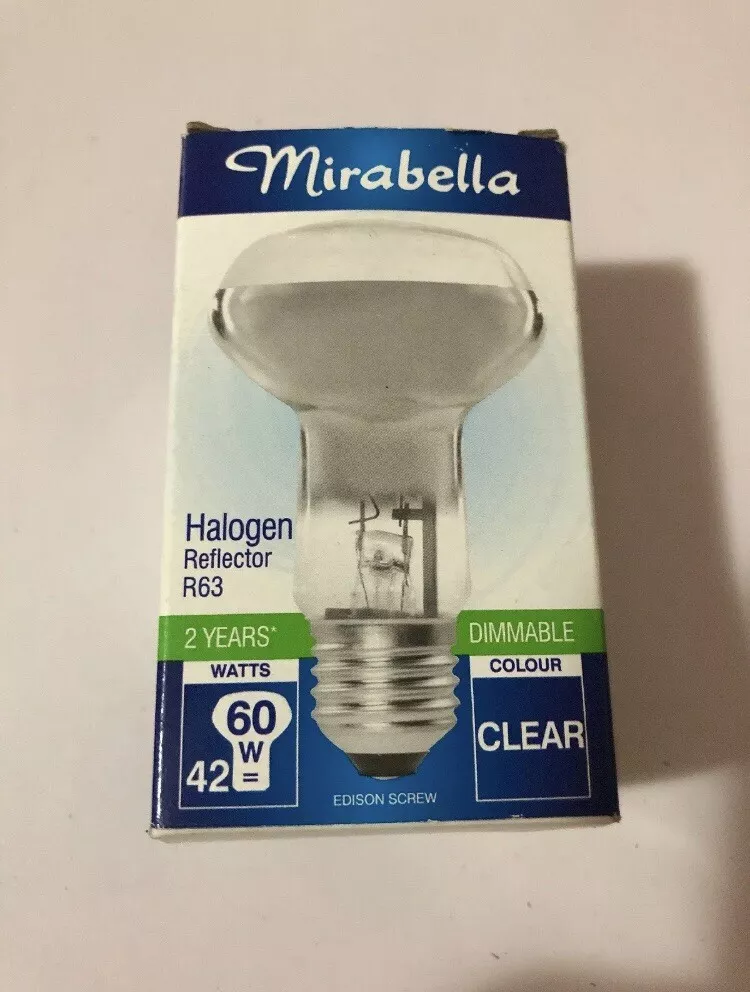 Mirabella
Halogen
Reflector
R63
2 YEARS*
DIMMABLE
WATTS
60
W
42 =
COLOUR
CLEAR
EDISON SCREW